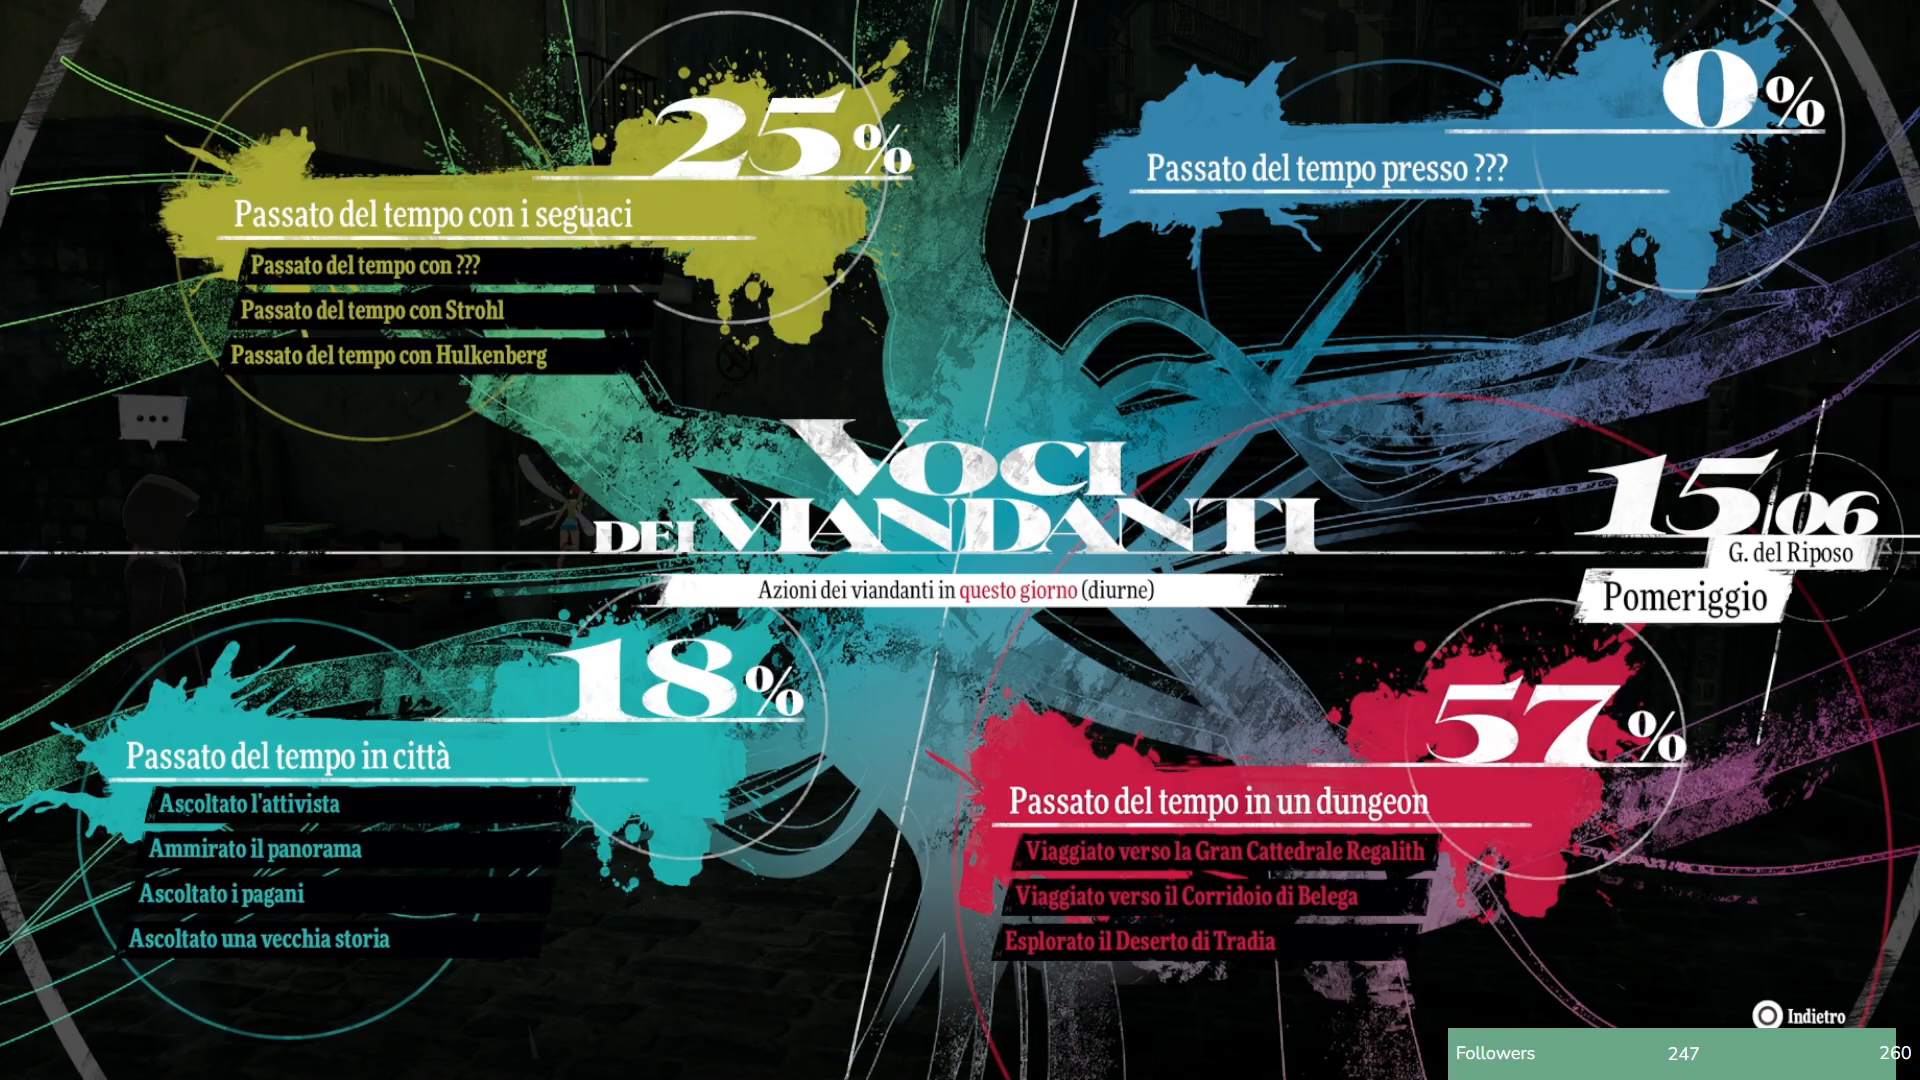 25%
Passato del tempo con i seguaci
Passato del tempo con ???
Passato del tempo con Strohl
Passato del tempo con Hulkenberg
0%
Passato del tempo presso ???
...
VOCI
DEI VIANDANTI
Azioni dei viandanti in questo giorno (diurne)
15/06
G. del Riposo
Pomeriggio
18%
Passato del tempo in città
Ascoltato l'attivista
Ammirato il panorama
Ascoltato i pagani
Ascoltato una vecchia storia
57%
Passato del tempo in un dungeon
Viaggiato verso la Gran Cattedrale Regalith
Viaggiato verso il Corridoio di Belega
Esplorato il Deserto di Tradia
Indietro
Followers 247 260